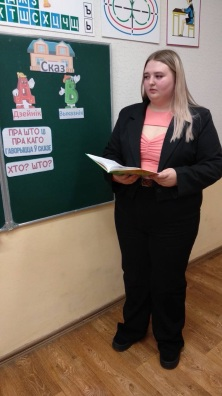 Сказ
Дзейнік Выказнік
ПРА ШТО ЦІ
ПРА КАГО
ГАВОРЫЦЦА Ў СКАЗЕ
ХТО? ШТО?